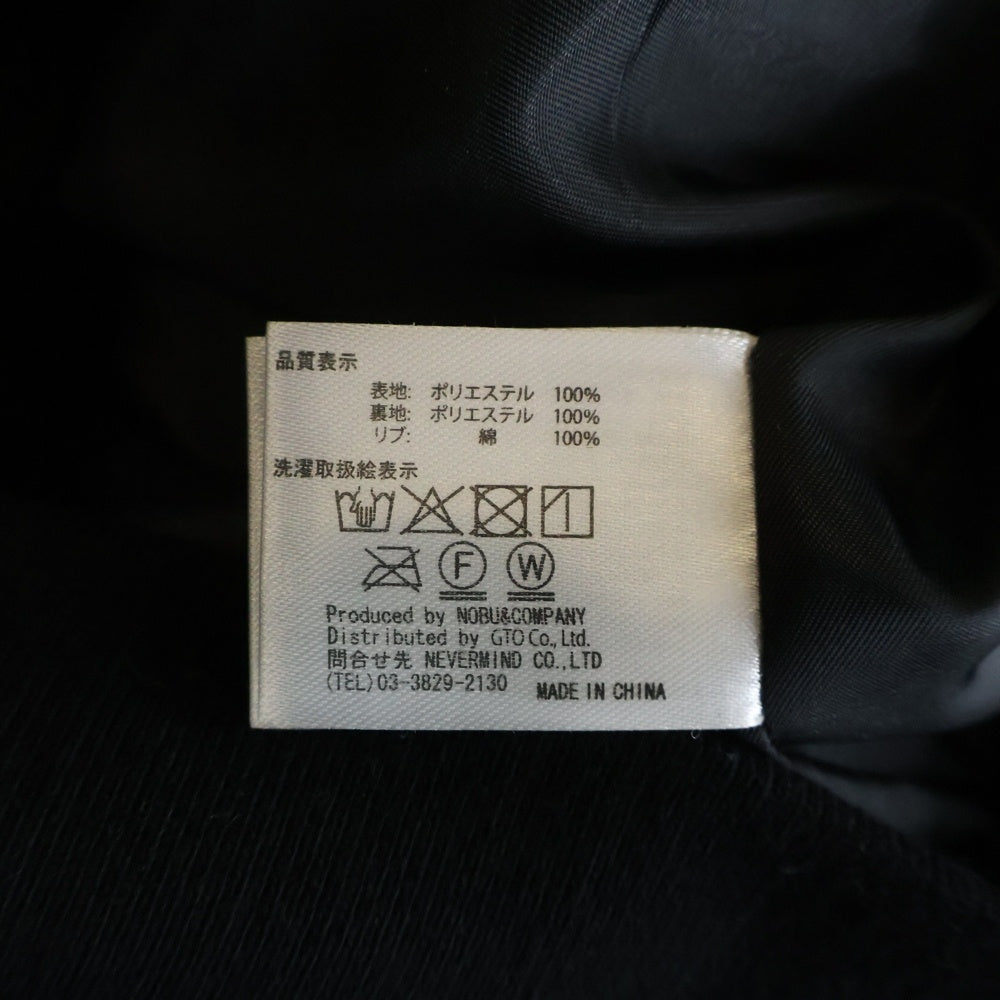 品質表示
表地: ポリエステル 100%
裏地: ポリエステル 100%
リブ: 綿 100%
洗濯取扱絵表示
F W
Produced by NOBU&COMPANY
Distributed by GTO Co., Ltd.
問合せ先 NEVERMIND CO.,LTD
(TEL)03-3829-2130 MADE IN CHINA